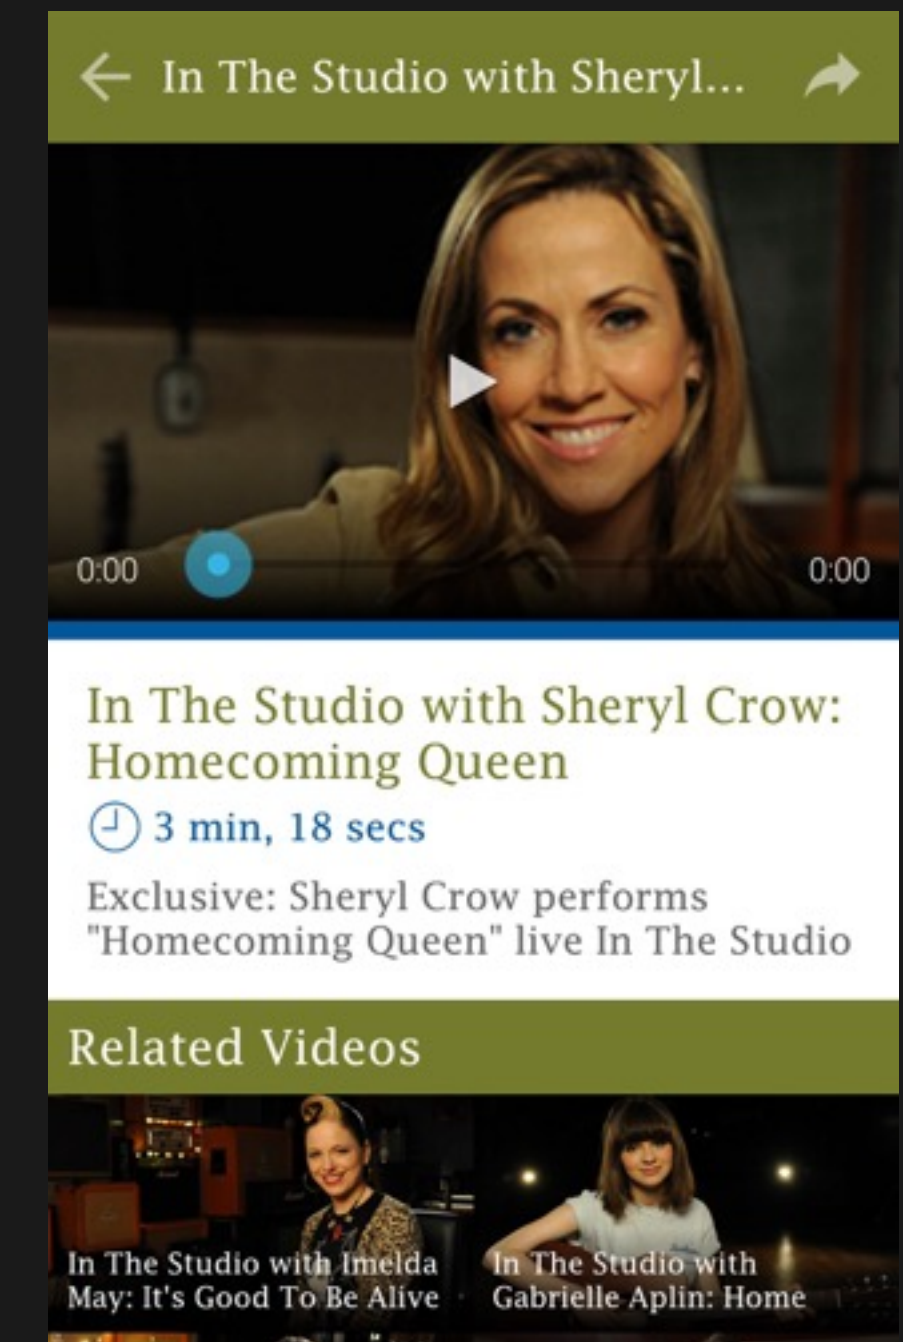 In The Studio with Sheryl...
0:00
0:00
In The Studio with Sheryl Crow:
Homecoming Queen
3 min, 18 secs
Exclusive: Sheryl Crow performs
"Homecoming Queen" live In The Studio
Related Videos
In The Studio with Imelda
May: It's Good To Be Alive
In The Studio with
Gabrielle Aplin: Home